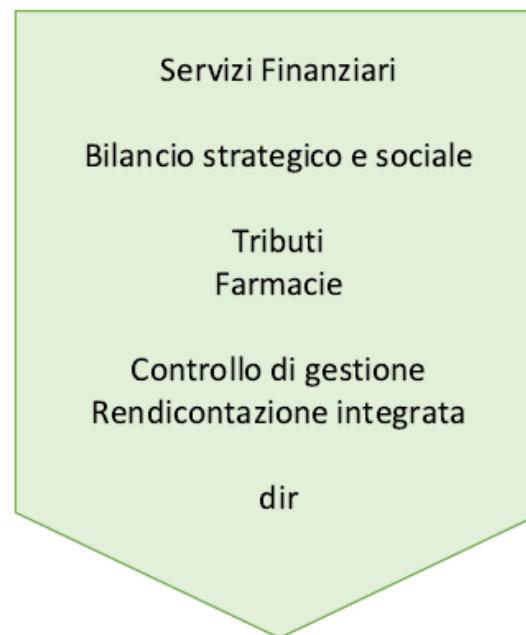 Servizi Finanziari
Bilancio strategico e sociale
Tributi
Farmacie
Controllo di gestione
Rendicontazione integrata
dir